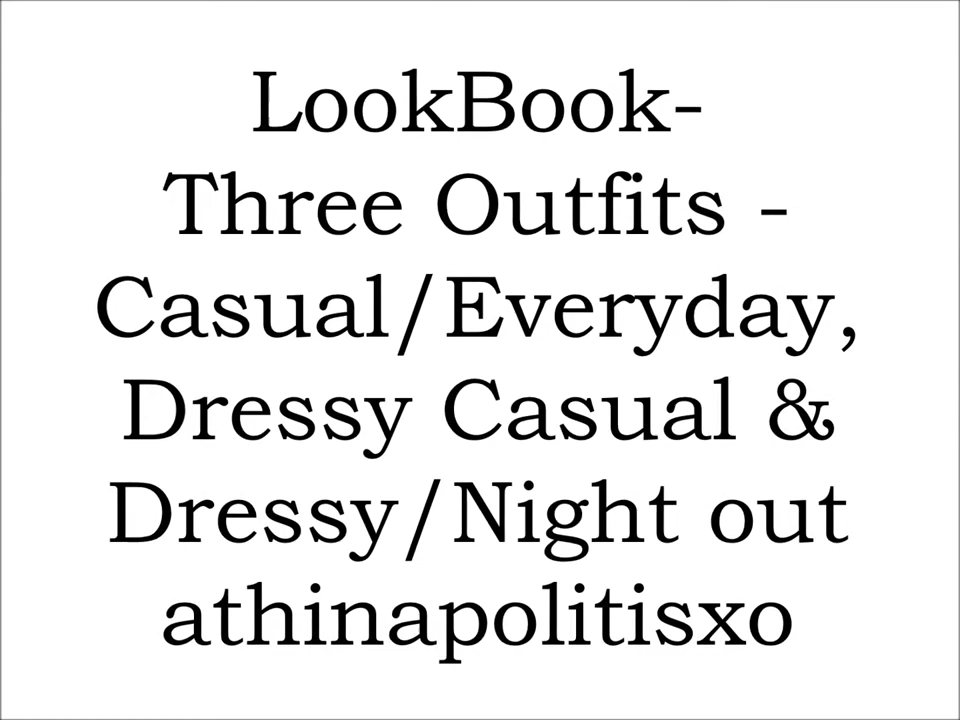 LookBook-
Three Outfits -
Casual/Everyday,
Dressy Casual &
Dressy/Night out
athinapolitisxo